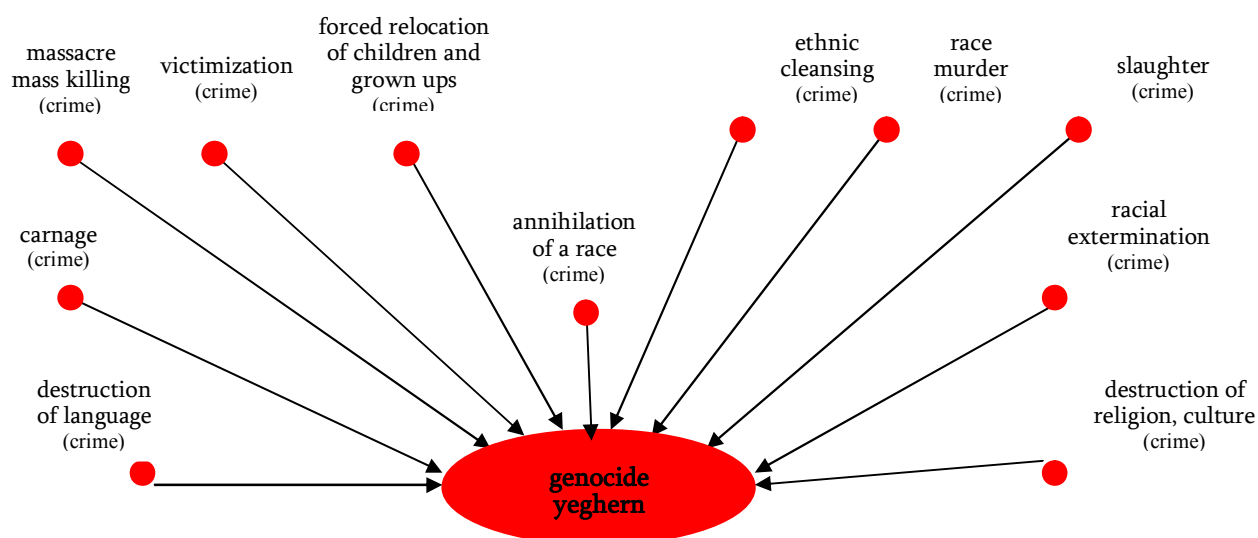 massacre
mass killing
(crime)
victimization
(crime)
forced relocation
of children and
grown ups
(crime)
ethnic
cleansing
(crime)
race
murder
(crime)
slaughter
(crime)
carnage
(crime)
annihilation
of a race
(crime)
racial
extermination
(crime)
destruction
of language
(crime)
destruction of
religion, culture
(crime)
genocide
yeghern